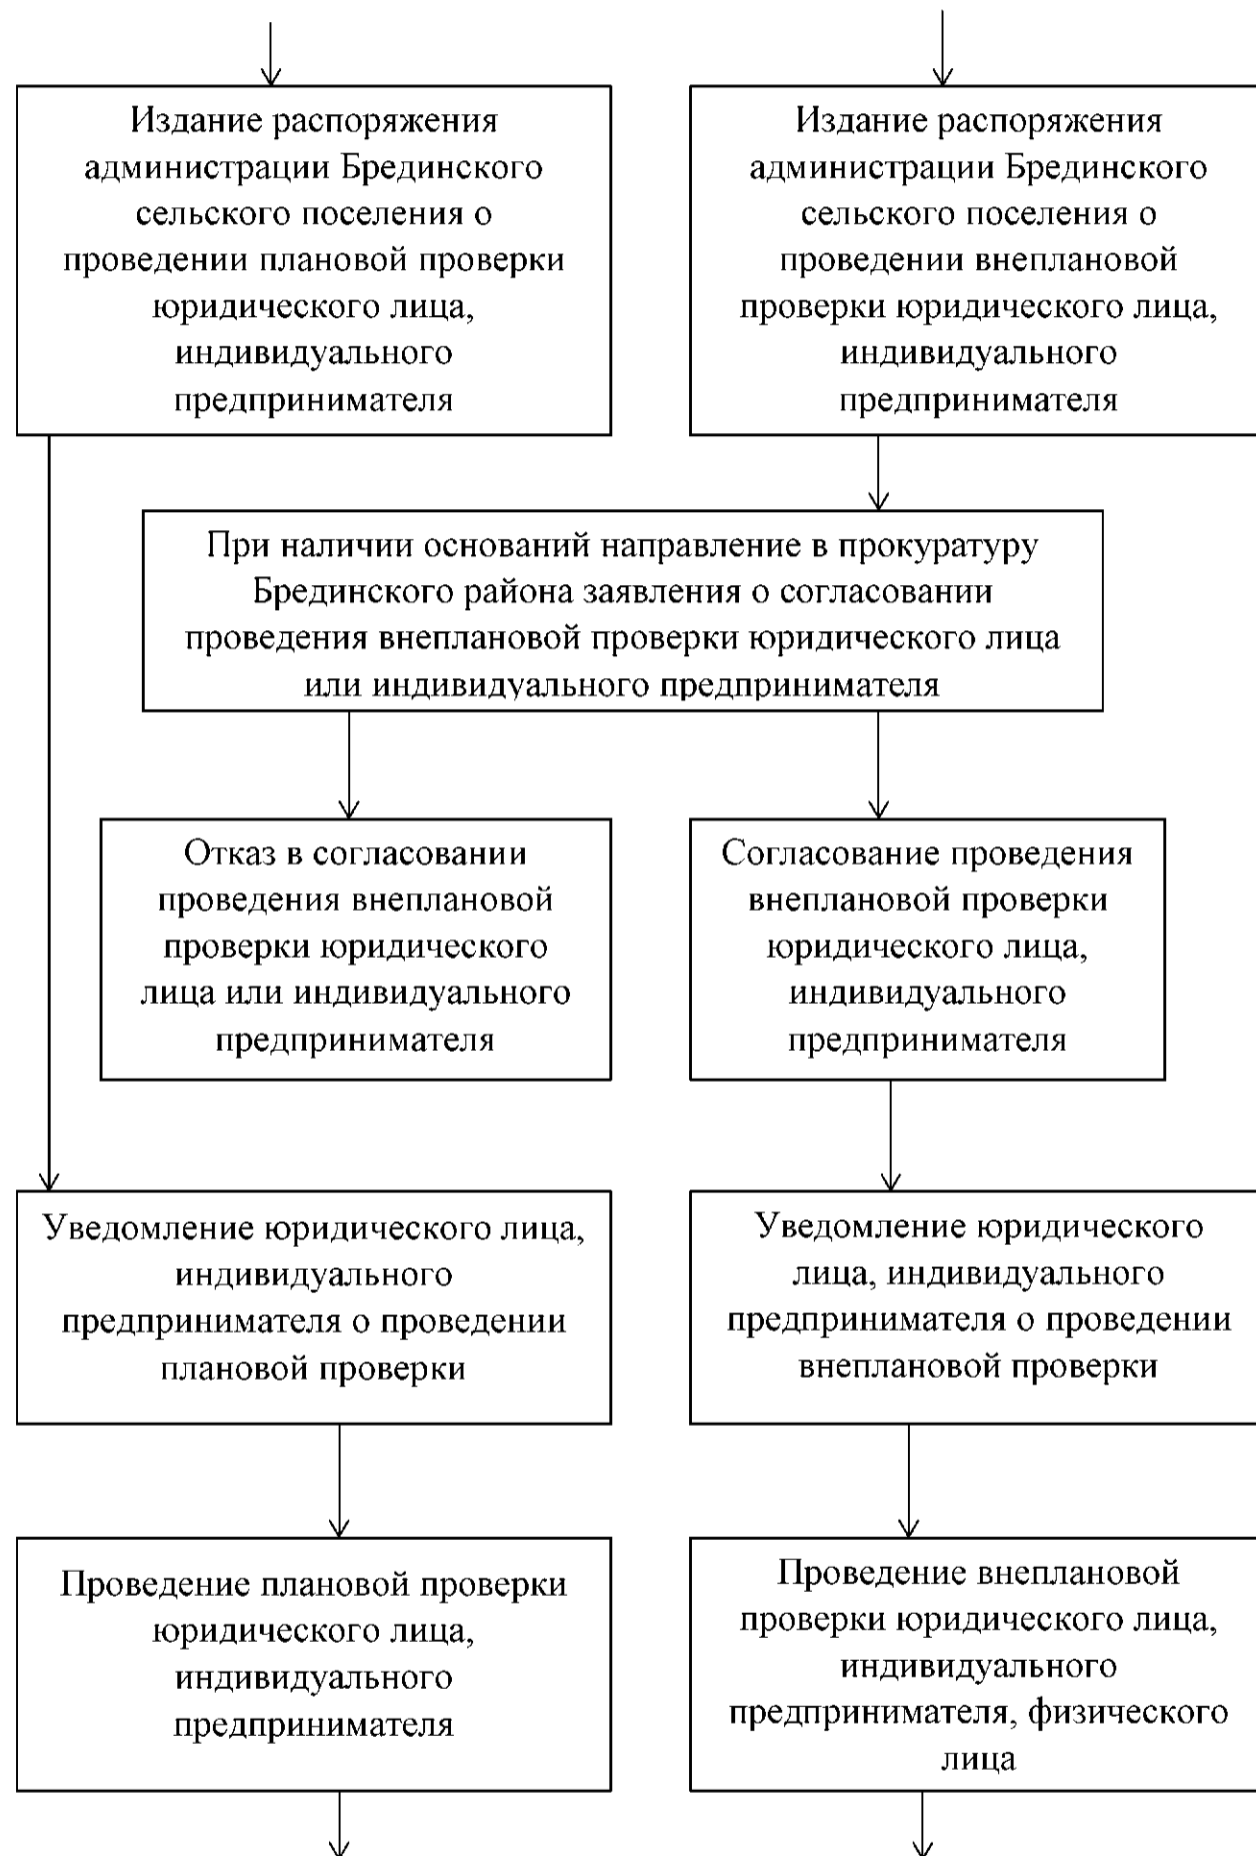 Издание распоряжения
администрации Брединского
сельского поселения о
проведении плановой проверки
юридического лица,
индивидуального
предпринимателя
Издание распоряжения
администрации Брединского
сельского поселения о
проведении внеплановой
проверки юридического лица,
индивидуального
предпринимателя
При наличии оснований направление в прокуратуру
Брединского района заявления о согласовании
проведения внеплановой проверки юридического лица
или индивидуального предпринимателя
Отказ в согласовании
проведения внеплановой
проверки юридического
лица или индивидуального
предпринимателя
Согласование проведения
внеплановой проверки
юридического лица,
индивидуального
предпринимателя
Уведомление юридического лица,
индивидуального
предпринимателя о проведении
плановой проверки
Уведомление юридического
лица, индивидуального
предпринимателя о проведении
внеплановой проверки
Проведение плановой проверки
юридического лица,
индивидуального
предпринимателя
Проведение внеплановой
проверки юридического лица,
индивидуального
предпринимателя, физического
лица